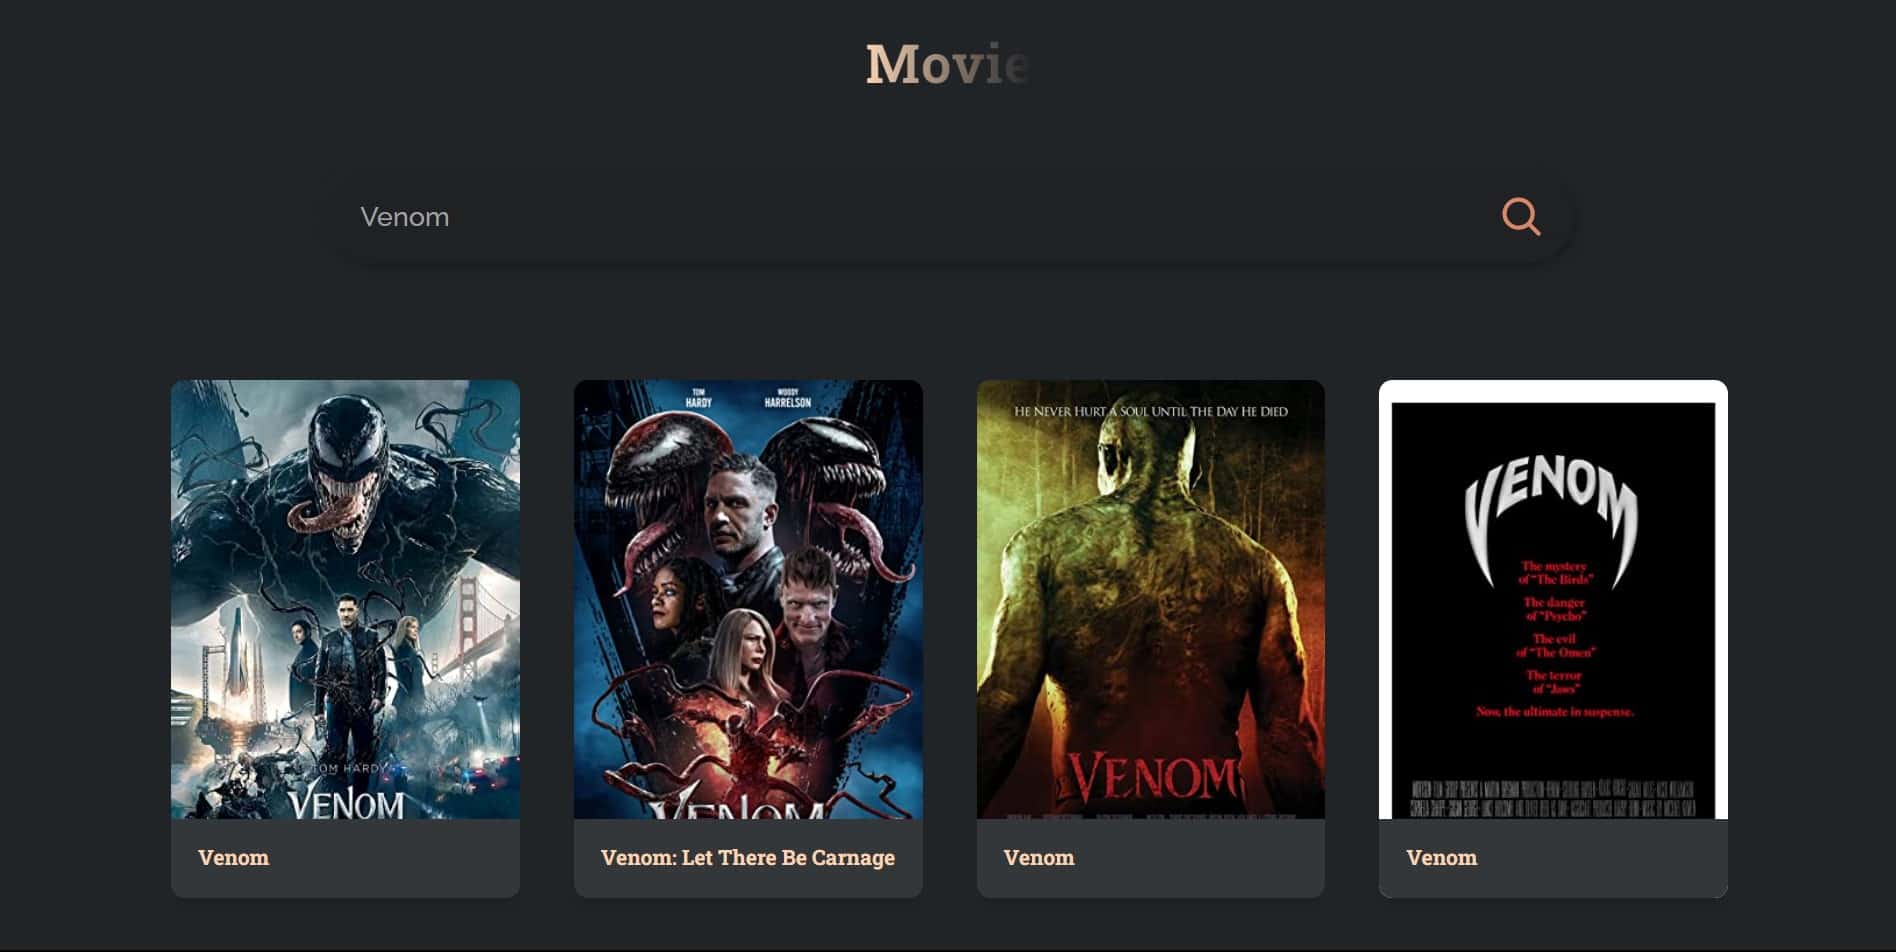 Movie
Venom
TOM HARDY
VENOM
Venom
TOM HARDY
WOODY HARRELSON
VENOM
Venom: Let There Be Carnage
HE NEVER HURT A SOUL UNTIL THE DAY HE DIED
VENOM
Venom
VENOM
The mystery
of "The Birds"
The danger
of "Psycho"
The evil
of "The Omen"
The terror
of "Jaws"
Now, the ultimate in suspense.
Venom